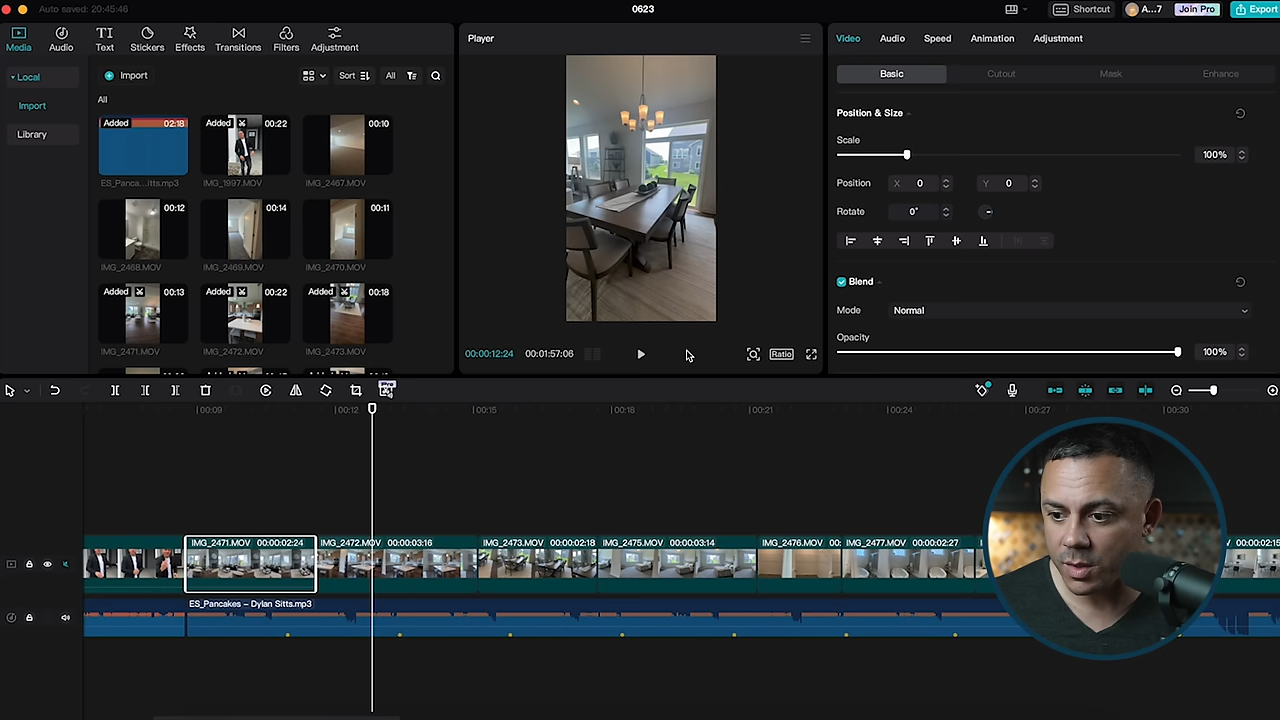 Auto saved: 20:45:46
0623
Shortcut
A...7
Join Pro
Export
Media
Audio
Text
Stickers
Effects
Transitions
Filters
Adjustment
Local
Import
Library
Import
Sort
All
All
Added 02:18
ES_Panca...itts.mp3
Added 00:22
IMG_1997.MOV
00:10
IMG_2467.MOV
00:12
IMG_2468.MOV
00:14
IMG_2469.MOV
00:11
IMG_2470.MOV
Added 00:13
IMG_2471.MOV
Added 00:22
IMG_2472.MOV
Added 00:18
IMG_2473.MOV
Player
00:00:12:24
00:01:57:06
Ratio
Video
Audio
Speed
Animation
Adjustment
Basic
Cutout
Mask
Enhance
Position & Size
Scale
100%
Position
X 0
Y 0
Rotate
0°
Blend
Mode
Normal
Opacity
100%
Pro
00:09
00:12
00:15
00:18
00:21
00:24
00:27
00:30
IMG_2471.MOV 00:00:02:24
IMG_2472.MOV 00:00:03:16
IMG_2473.MOV 00:00:02:18
IMG_2475.MOV 00:00:03:14
IMG_2476.MOV 00:
IMG_2477.MOV 00:00:02:27
00:00:02:15
ES_Pancakes – Dylan Sitts.mp3